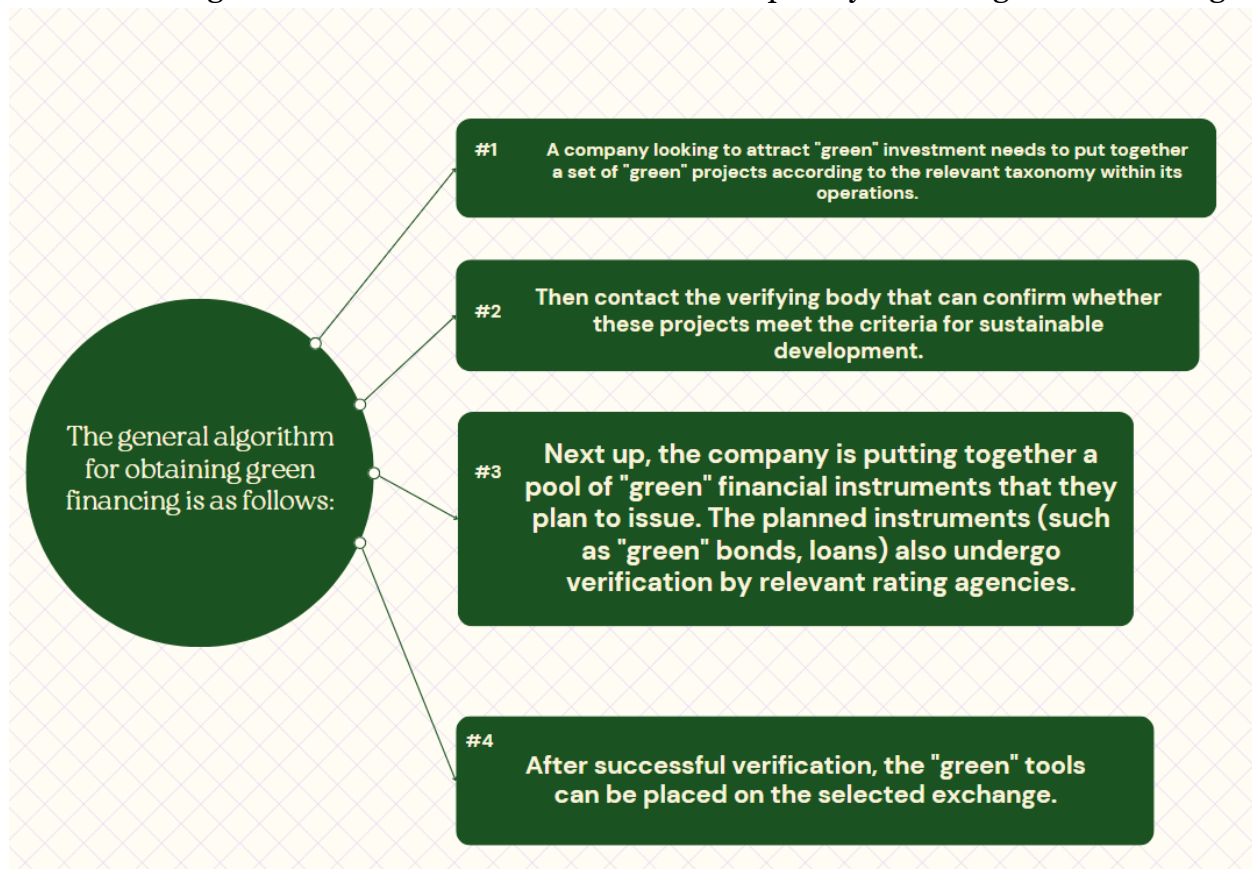 The general algorithm
for obtaining green
financing is as follows:
#1
A company looking to attract "green" investment needs to put together
a set of "green" projects according to the relevant taxonomy within its
operations.
#2
Then contact the verifying body that can confirm whether
these projects meet the criteria for sustainable
development.
#3
Next up, the company is putting together a
pool of "green" financial instruments that they
plan to issue. The planned instruments (such
as "green" bonds, loans) also undergo
verification by relevant rating agencies.
#4
After successful verification, the "green" tools
can be placed on the selected exchange.